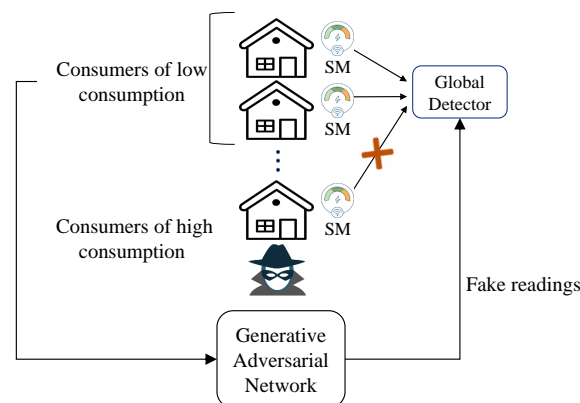 Consumers of low
consumption
SM
SM
Global
Detector
Consumers of high
consumption
SM
Fake readings
Generative
Adversarial
Network